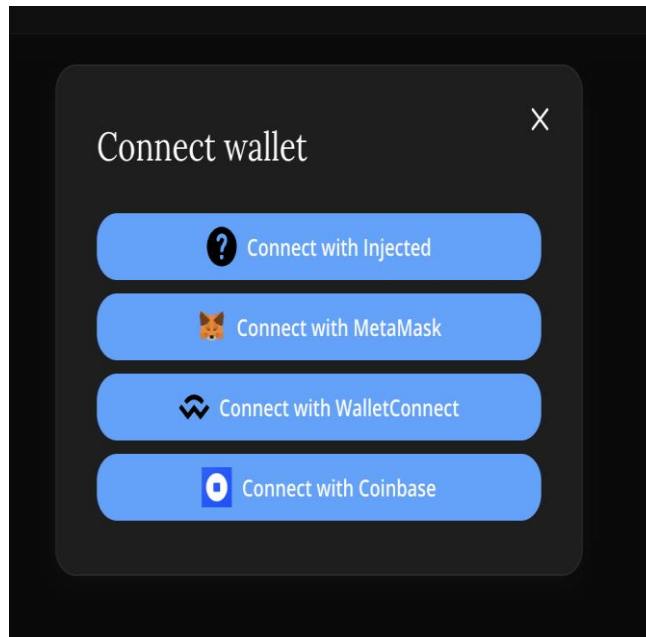 Connect wallet
X
Connect with Injected
Connect with MetaMask
Connect with WalletConnect
Connect with Coinbase